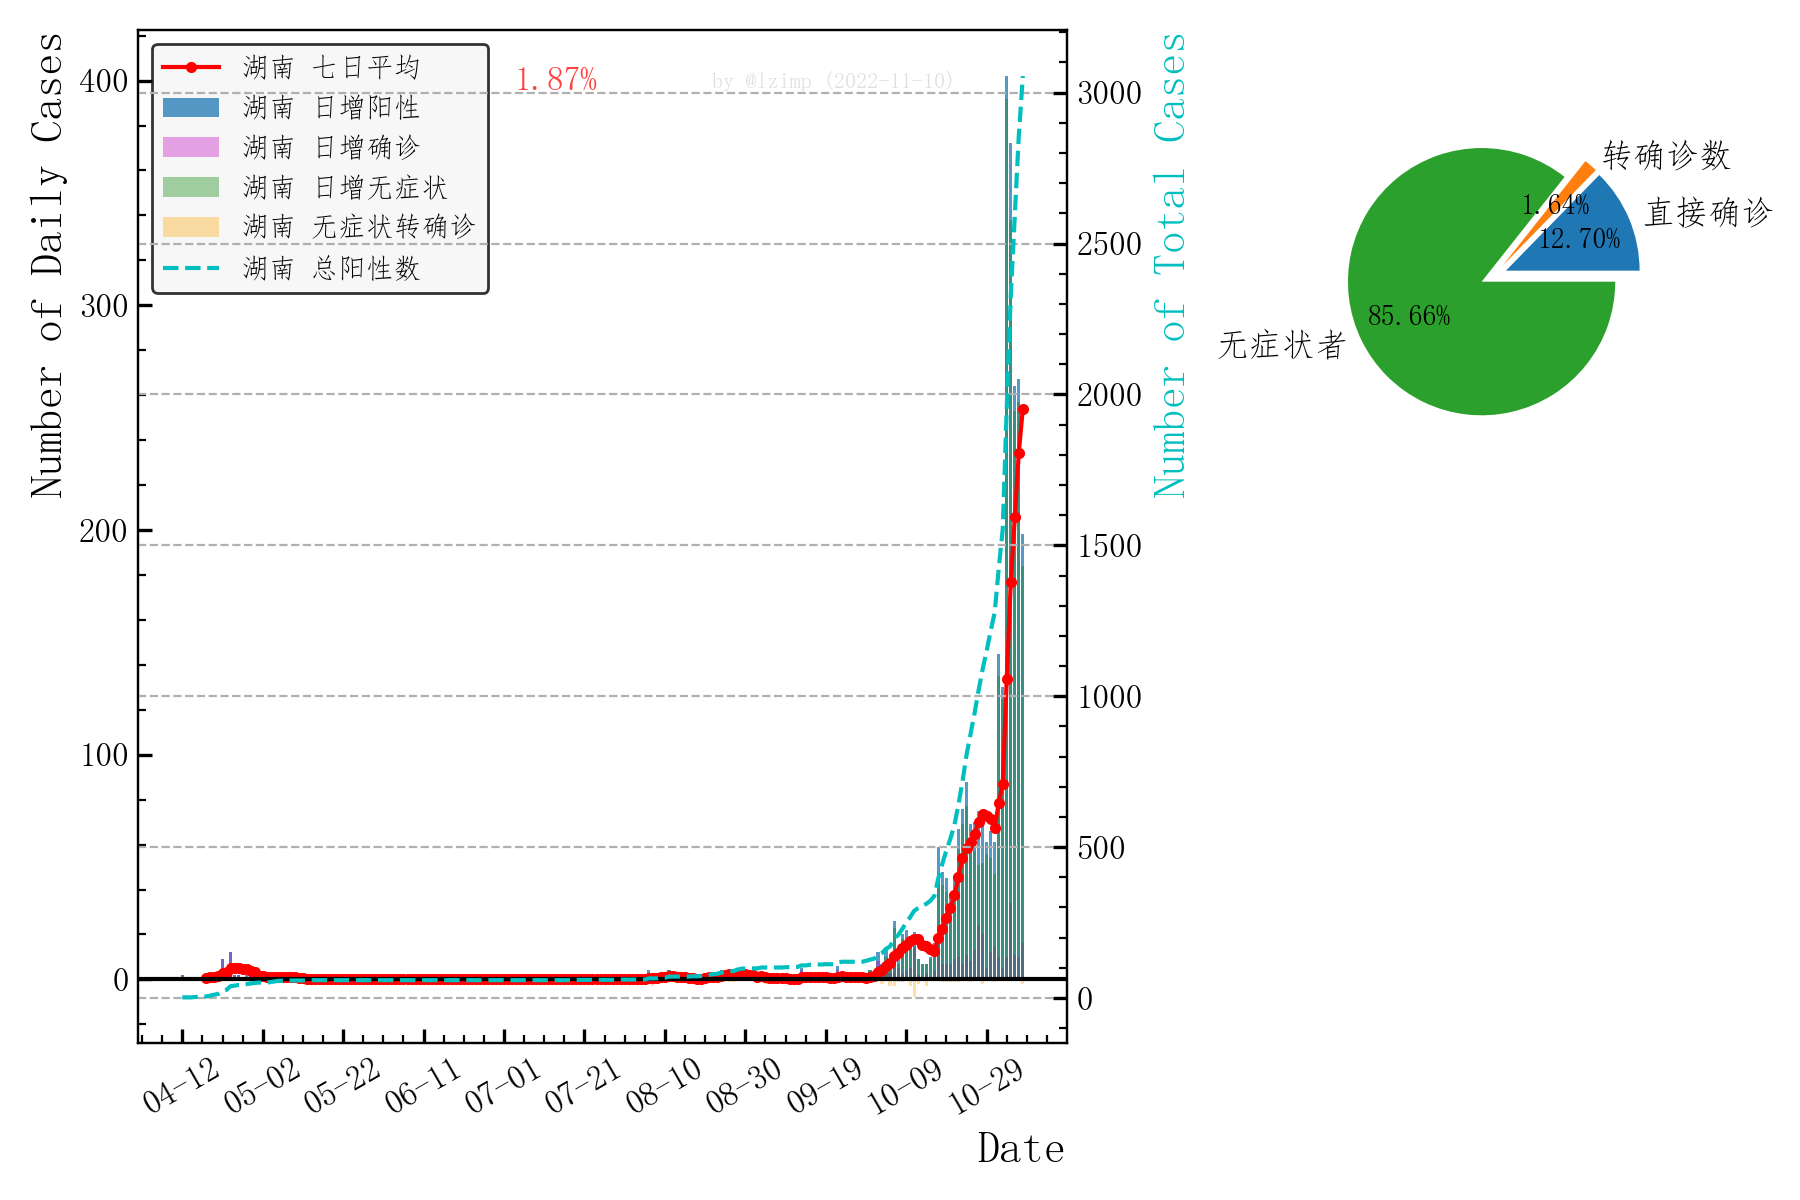 Number of Daily Cases
400
300
200
100
0
湖南 七日平均
湖南 日增阳性
湖南 日增确诊
湖南 日增无症状
湖南 无症状转确诊
湖南 总阳性数
1.87%
by @lzimp (2022-11-10)
04-12
05-02
05-22
06-11
07-01
07-21
08-10
08-30
09-19
10-09
10-29
Date
3000
2500
2000
1500
1000
500
0
Number of Total Cases
转确诊数
1.64%
直接确诊
12.70%
85.66%
无症状者